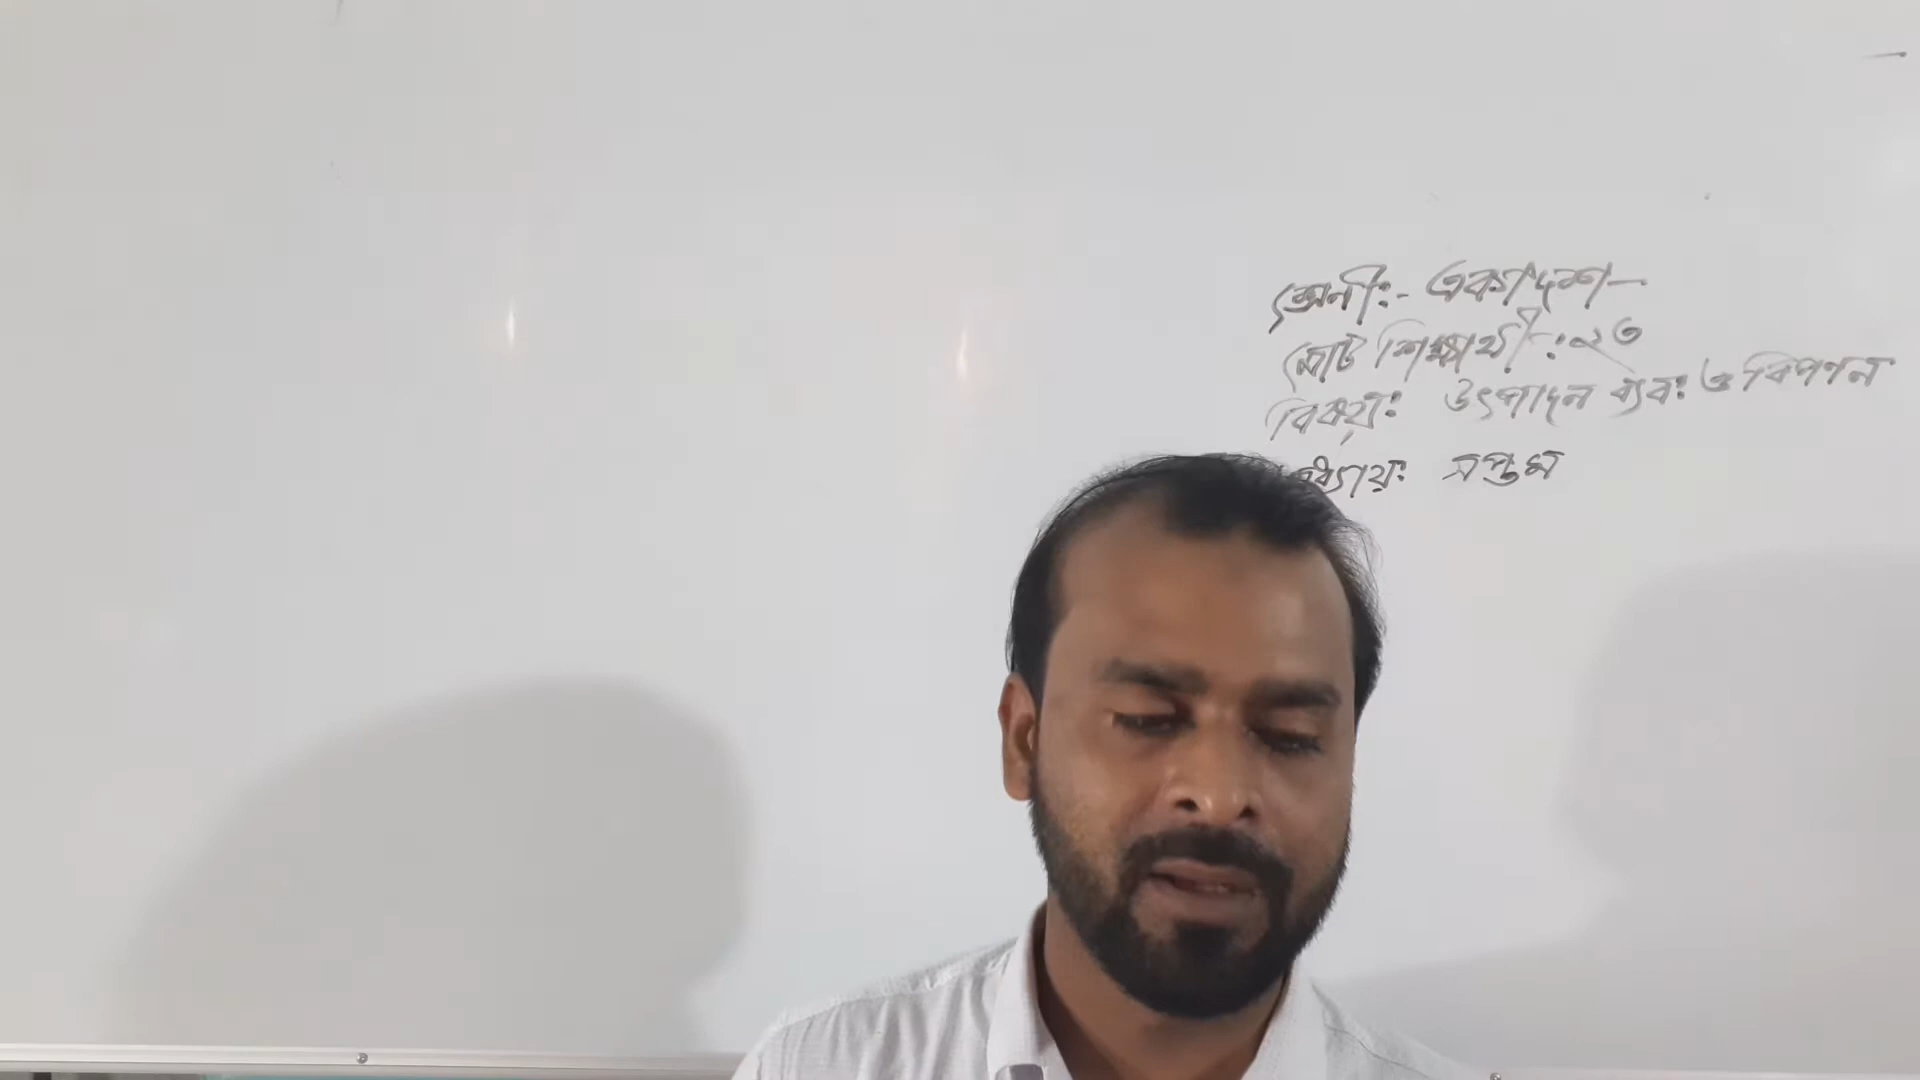 শ্রেনীঃ- একাদশ-
মোট শিক্ষার্থী-ঃ২৩
বিষয়ঃ উৎপাদন ব্যবঃ ও বিপণন
অধ্যায়ঃ সপ্তম